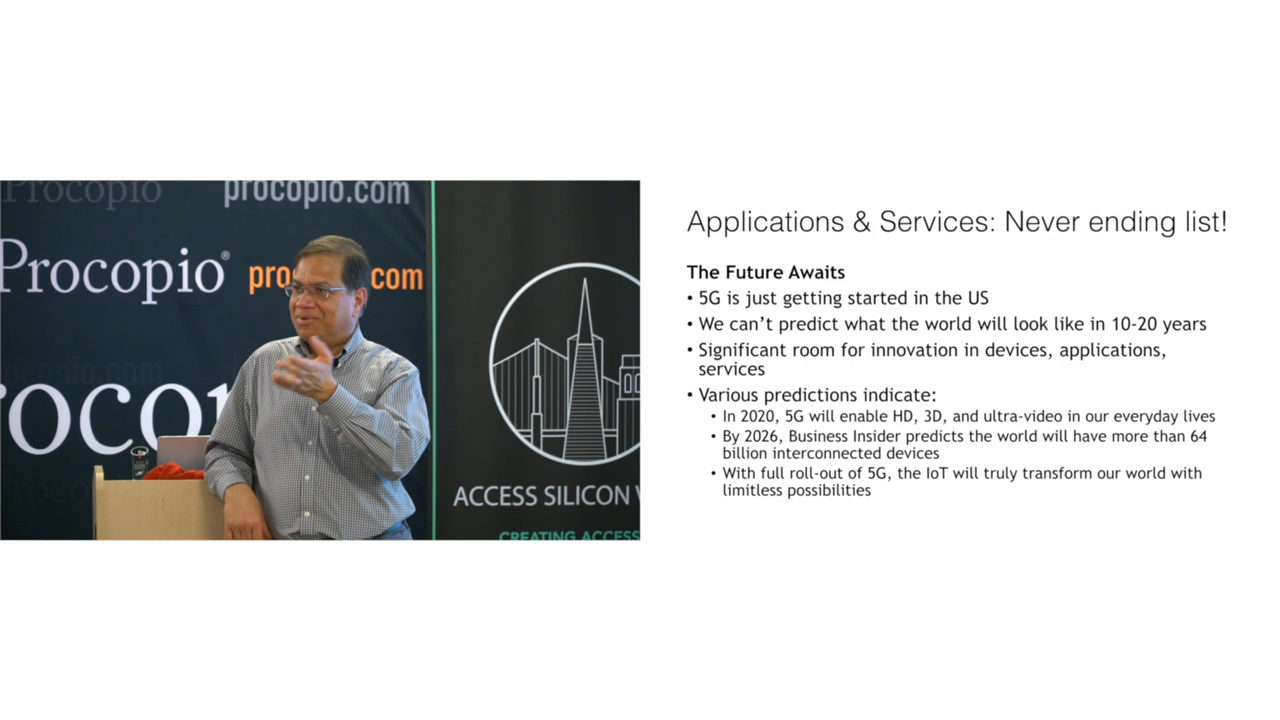 Procopio
procopio.com
Procopio®
pro
com
ocop
ACCESS SILICON V
CREATING ACCESS
Applications & Services: Never ending list!
The Future Awaits
• 5G is just getting started in the US
• We can’t predict what the world will look like in 10-20 years
• Significant room for innovation in devices, applications,
services
• Various predictions indicate:
• In 2020, 5G will enable HD, 3D, and ultra-video in our everyday lives
• By 2026, Business Insider predicts the world will have more than 64
billion interconnected devices
• With full roll-out of 5G, the IoT will truly transform our world with
limitless possibilities